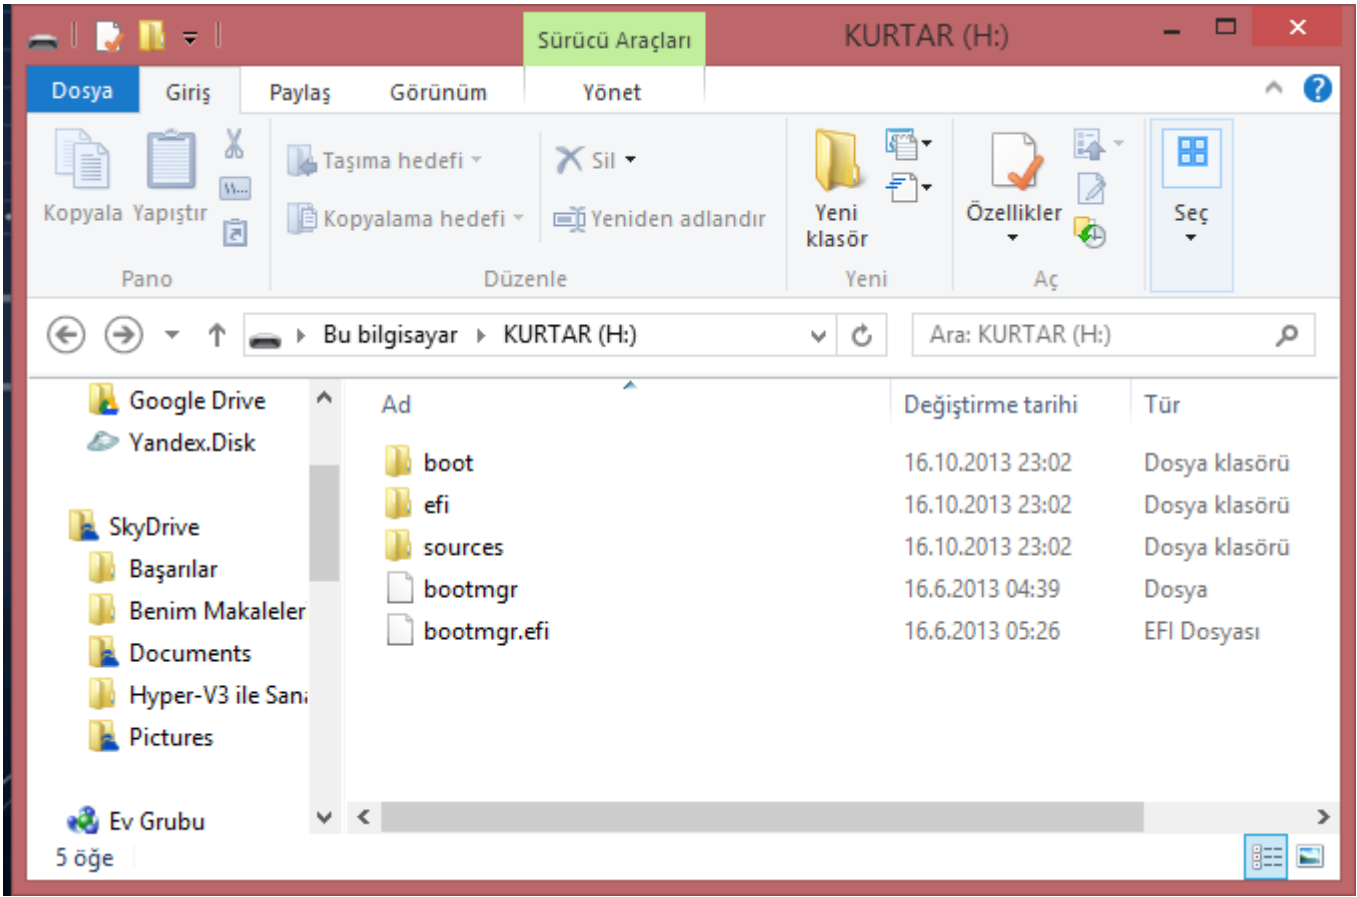 Sürücü Araçları
KURTAR (H:)
Dosya
Giriş
Paylaş
Görünüm
Yönet
Kopyala
Yapıştır
Taşıma hedefi
Kopyalama hedefi
Sil
Yeniden adlandır
Yeni
klasör
Özellikler
Seç
Pano
Düzenle
Yeni
Aç
Bu bilgisayar
KURTAR (H:)
Ara: KURTAR (H:)
Google Drive
Yandex.Disk
SkyDrive
Başarılar
Benim Makaleler
Documents
Hyper-V3 ile Sana
Pictures
Ev Grubu
Ad Değiştirme tarihi Tür
boot 16.10.2013 23:02 Dosya klasörü
efi 16.10.2013 23:02 Dosya klasörü
sources 16.10.2013 23:02 Dosya klasörü
bootmgr 16.6.2013 04:39 Dosya
bootmgr.efi 16.6.2013 05:26 EFI Dosyası
5 öğe